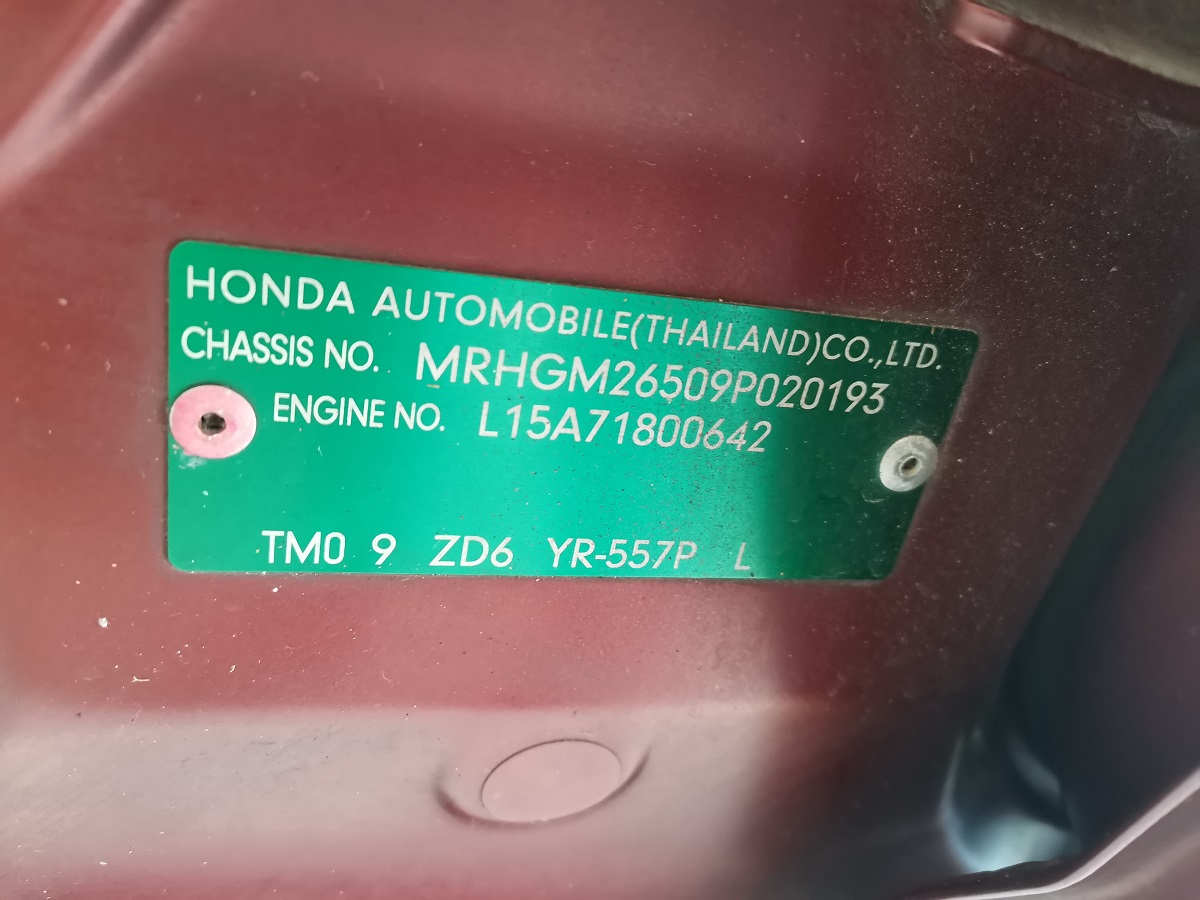 HONDA AUTOMOBILE(THAILAND)CO.,LTD.
CHASSIS NO. MRHGM26509P020193
ENGINE NO. L15A71800642
TM0 9 ZD6 YR-557P L